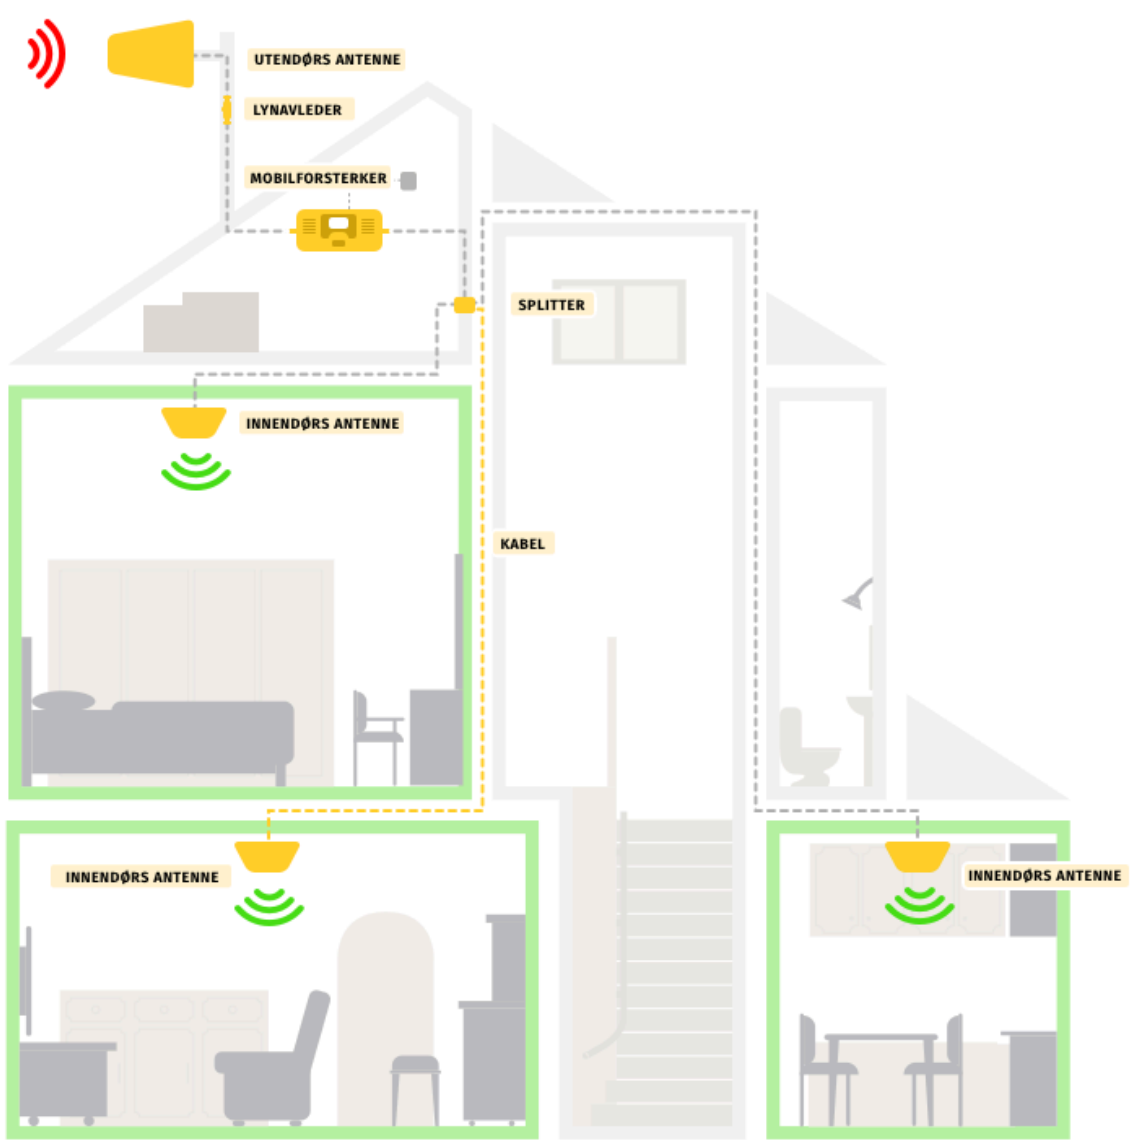 UTENDØRS ANTENNE
LYNAVLEDER
MOBILFORSTERKER
SPLITTER
INNENDØRS ANTENNE
KABEL
INNENDØRS ANTENNE
INNENDØRS ANTENNE